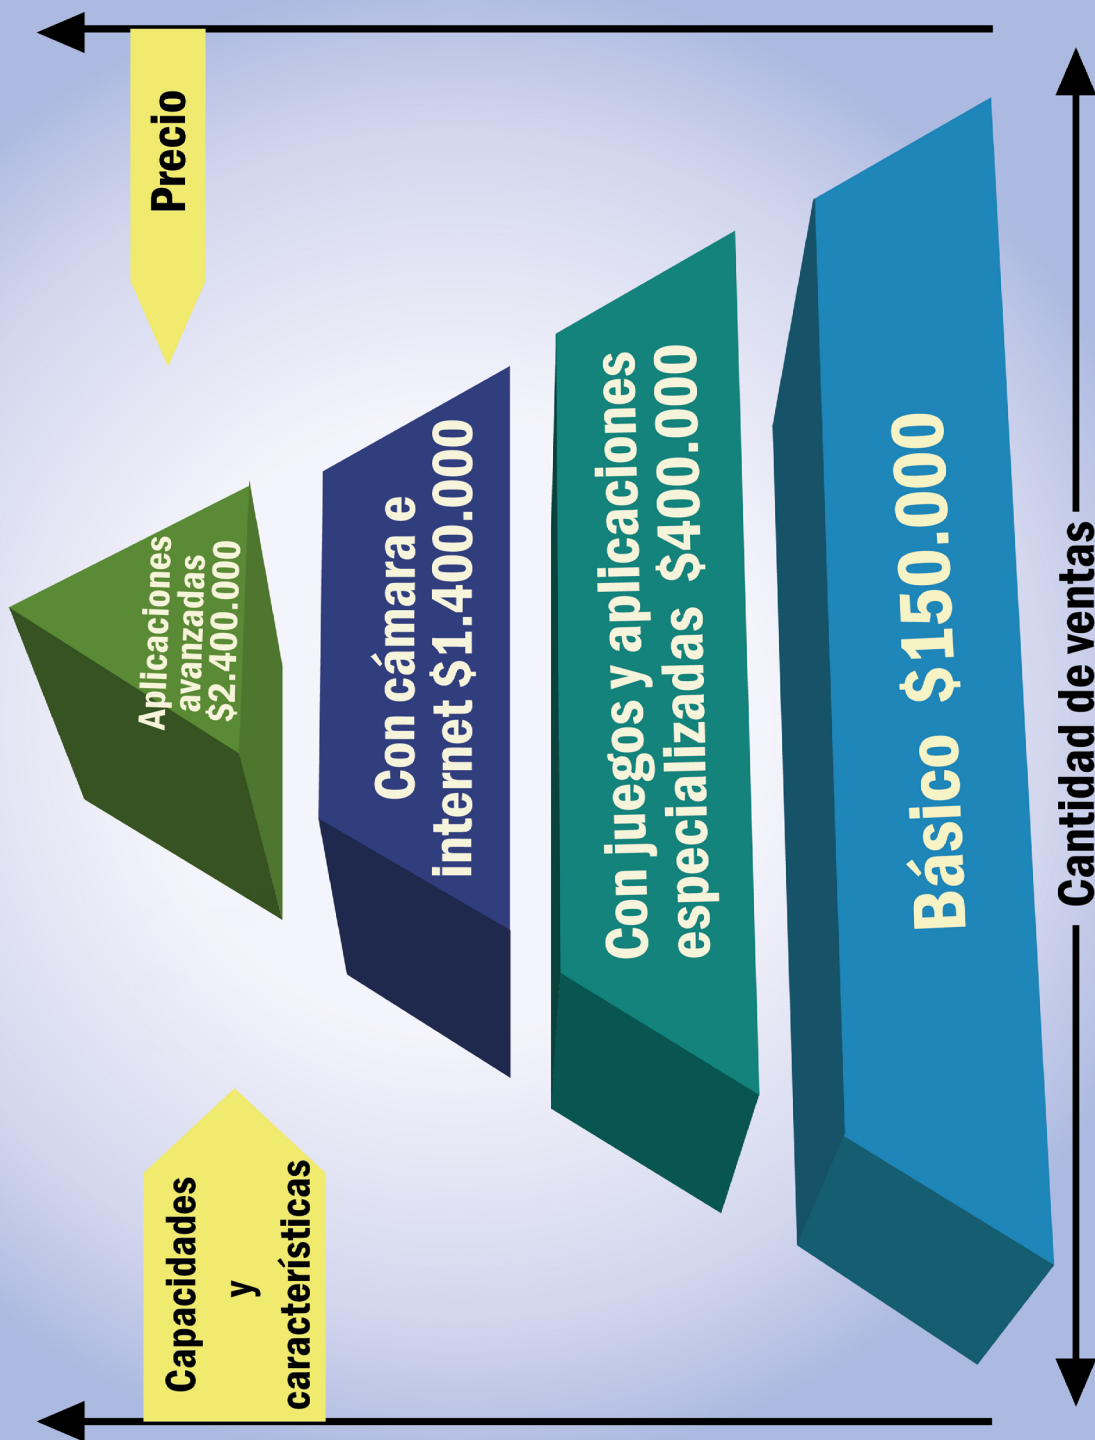 Capacidades
y
características
Precio
Aplicaciones
avanzadas
$2.400.000
Con cámara e
internet $1.400.000
Con juegos y aplicaciones
especializadas $400.000
Básico $150.000
Cantidad de ventas